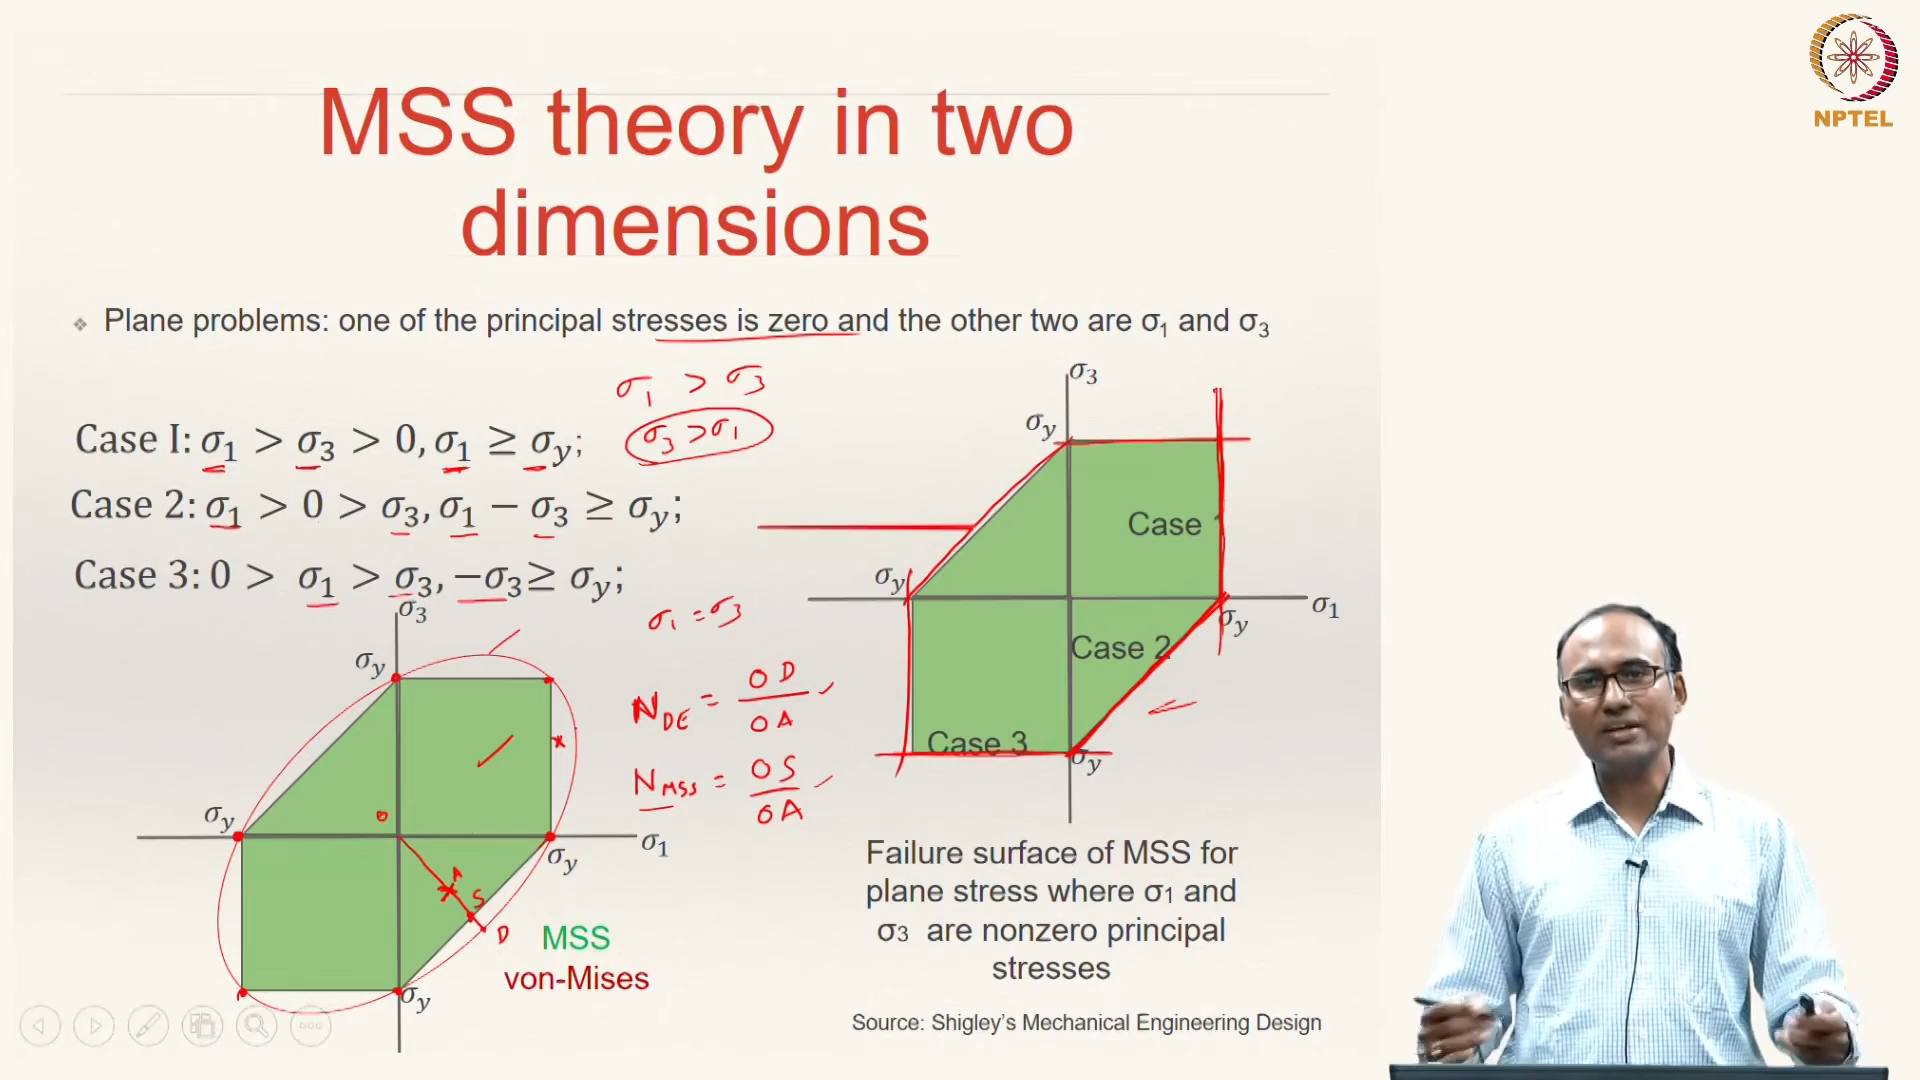 NPTEL
MSS theory in two
dimensions
❖ Plane problems: one of the principal stresses is zero and the other two are σ₁ and σ₃
σ₁ > σ₃
σ₃ > σ₁
Case I: σ₁ > σ₃ > 0, σ₁ ≥ σy;
Case 2: σ₁ > 0 > σ₃, σ₁ − σ₃ ≥ σy;
Case 3: 0 > σ₁ > σ₃, −σ₃ ≥ σy;
σ₃
σy
σy
O
σ₁
σy
A
S
D
σy
MSS
von-Mises
σ₁ = σ₃
N_DE = OD/OA
N_MSS = OS/OA
σ₃
σy
Case 1
σy
σ₁
σy
Case 2
Case 3
σy
Failure surface of MSS for
plane stress where σ₁ and
σ₃ are nonzero principal
stresses
Source: Shigley's Mechanical Engineering Design